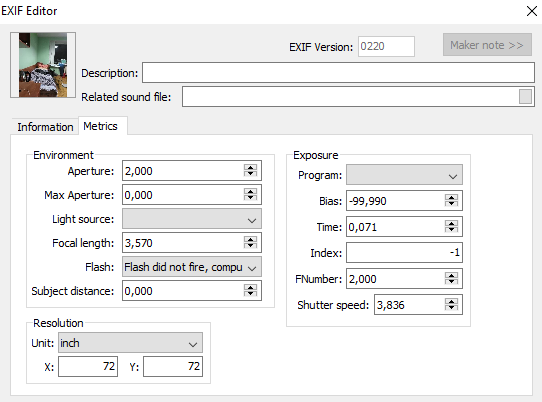 EXIF Editor
EXIF Version: 0220 Maker note >>
Description:
Related sound file:
Information Metrics
Environment
Aperture: 2,000
Max Aperture: 0,000
Light source:
Focal length: 3,570
Flash: Flash did not fire, compu
Subject distance: 0,000
Exposure
Program:
Bias: -99,990
Time: 0,071
Index: -1
FNumber: 2,000
Shutter speed: 3,836
Resolution
Unit: inch
X: 72 Y: 72